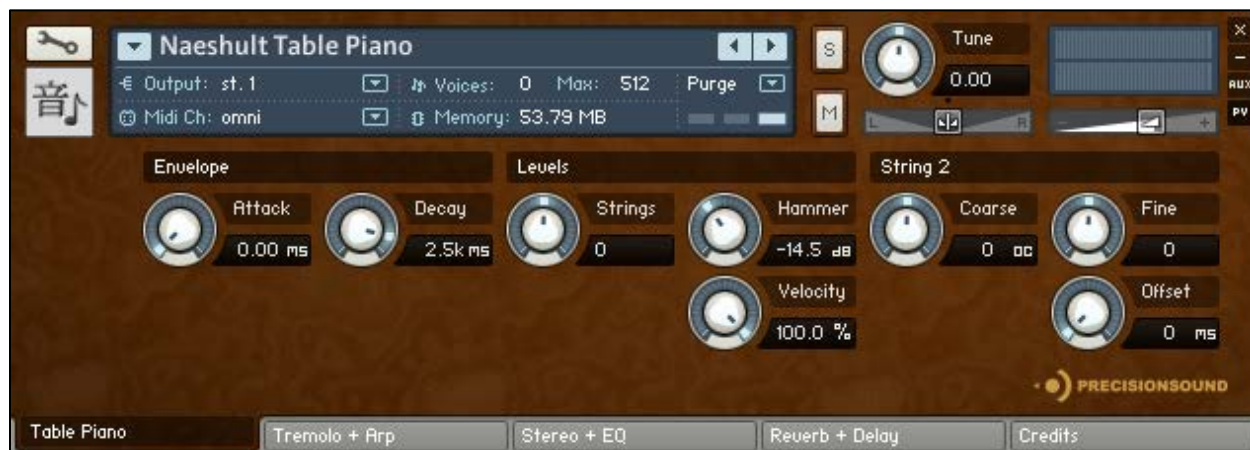 Naeshult Table Piano
S
Tune
0.00
×
–
AUX
PV
音♪
Output: st. 1
Voices: 0 Max: 512
Purge
Midi Ch: omni
Memory: 53.79 MB
M
L
R
–
+
Envelope
Levels
String 2
Attack
0.00 ms
Decay
2.5k ms
Strings
0
Hammer
-14.5 dB
Coarse
0 oc
Fine
0
Velocity
100.0 %
Offset
0 ms
PRECISIONSOUND
Table Piano
Tremolo + Arp
Stereo + EQ
Reverb + Delay
Credits